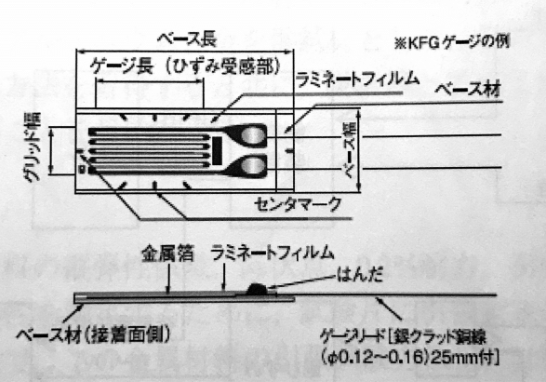 ベース長
※KFGゲージの例
ゲージ長（ひずみ受感部）
ラミネートフィルム
ベース材
グリッド幅
ベース幅
センタマーク
金属箔
ラミネートフィルム
はんだ
ベース材（接着面側）
ゲージリード[銀クラッド銅線
（φ0.12～0.16）25mm付]